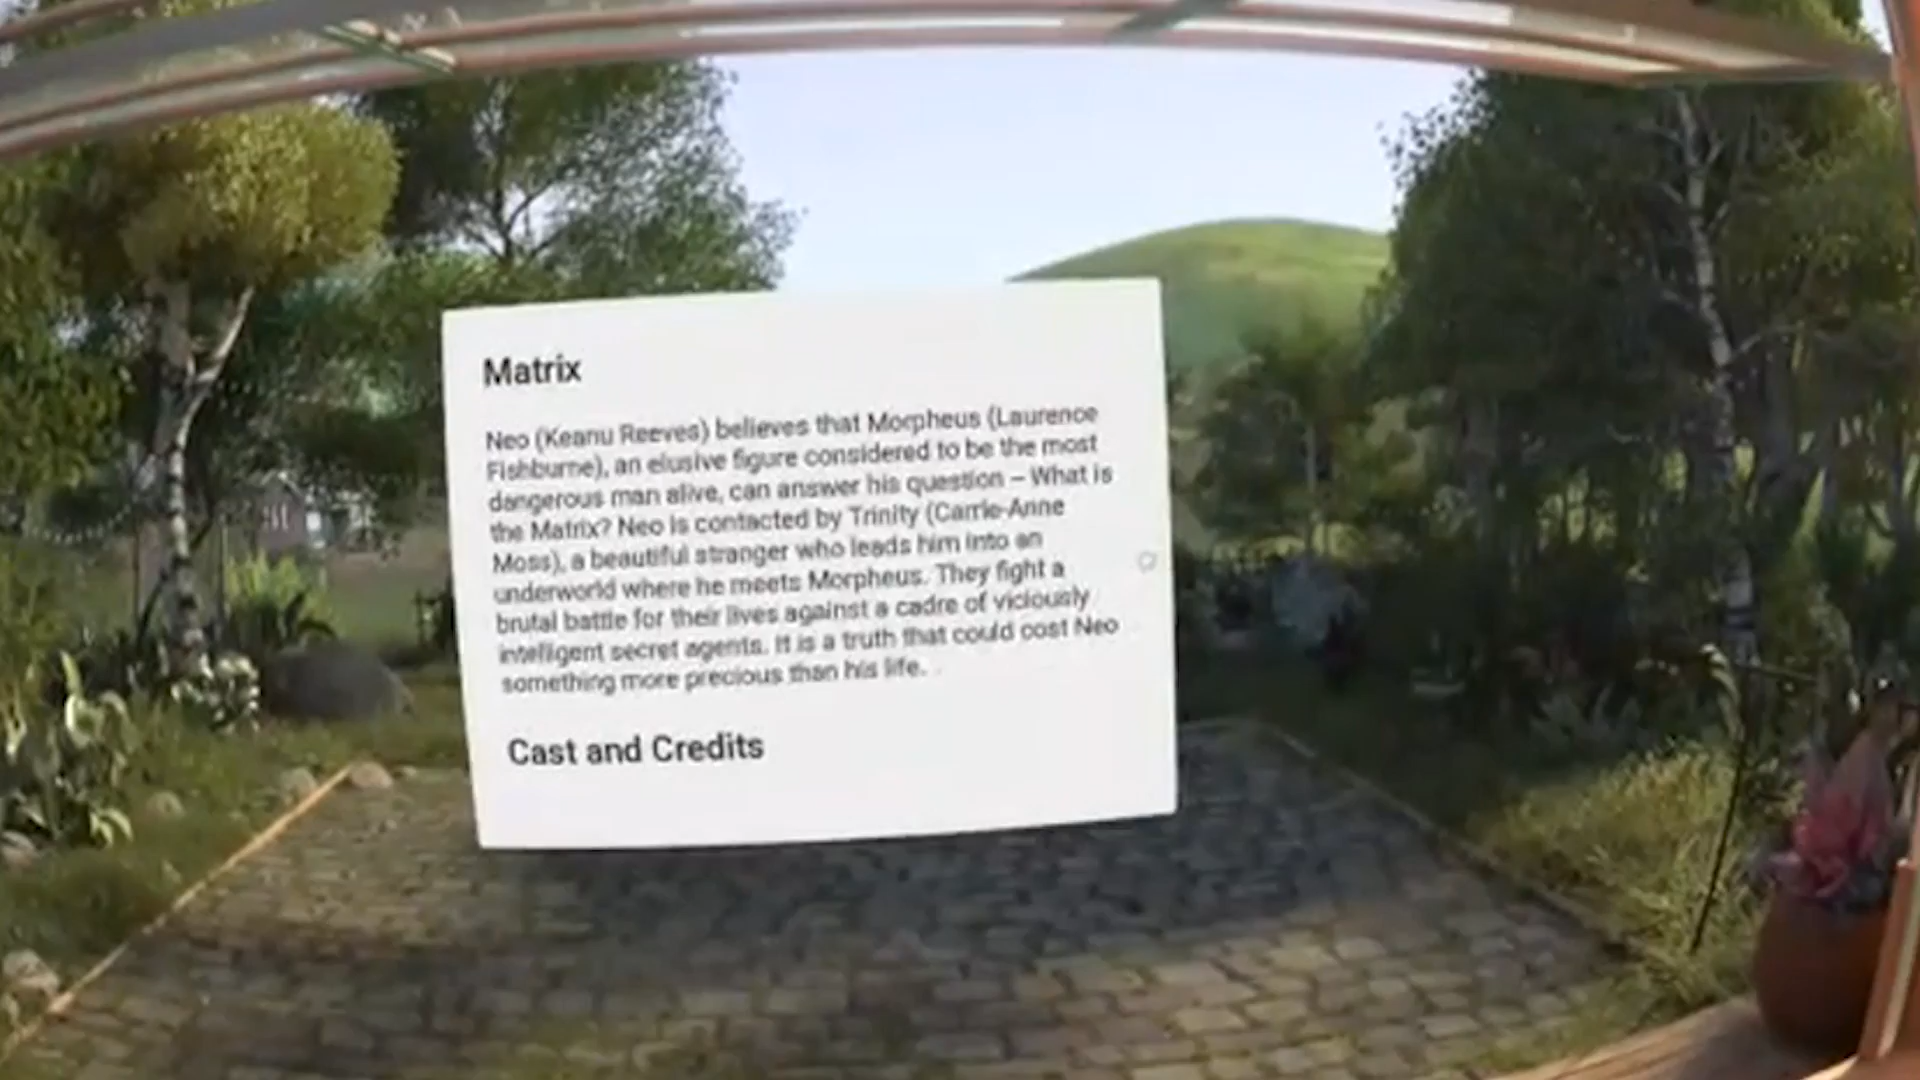 Matrix
Neo (Keanu Reeves) believes that Morpheus (Laurence
Fishburne), an elusive figure considered to be the most
dangerous man alive, can answer his question – What is
the Matrix? Neo is contacted by Trinity (Carrie-Anne
Moss), a beautiful stranger who leads him into an
underworld where he meets Morpheus. They fight a
brutal battle for their lives against a cadre of viciously
intelligent secret agents. It is a truth that could cost Neo
something more precious than his life.
Cast and Credits